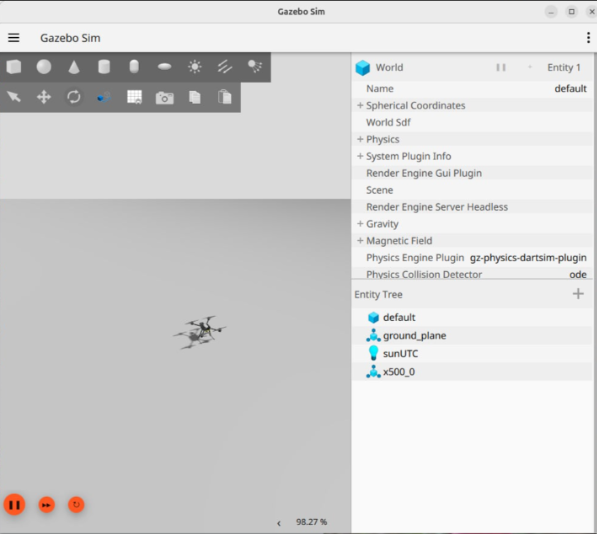 Gazebo Sim
Gazebo Sim
World Entity 1
Name default
+ Spherical Coordinates
World Sdf
+ Physics
+ System Plugin Info
Render Engine Gui Plugin
Scene
Render Engine Server Headless
+ Gravity
+ Magnetic Field
Physics Engine Plugin gz-physics-dartsim-plugin
Physics Collision Detector ode
Entity Tree
default
ground_plane
sunUTC
x500_0
98.27 %